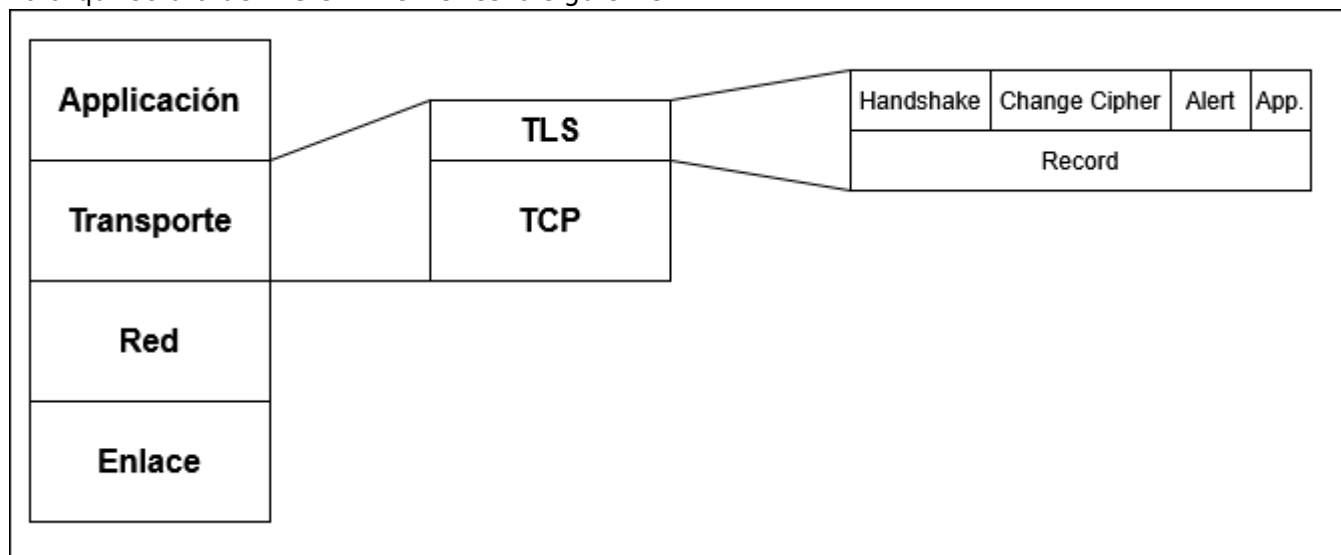 Applicación
Transporte
Red
Enlace
TLS
TCP
Handshake
Change Cipher
Alert
App.
Record